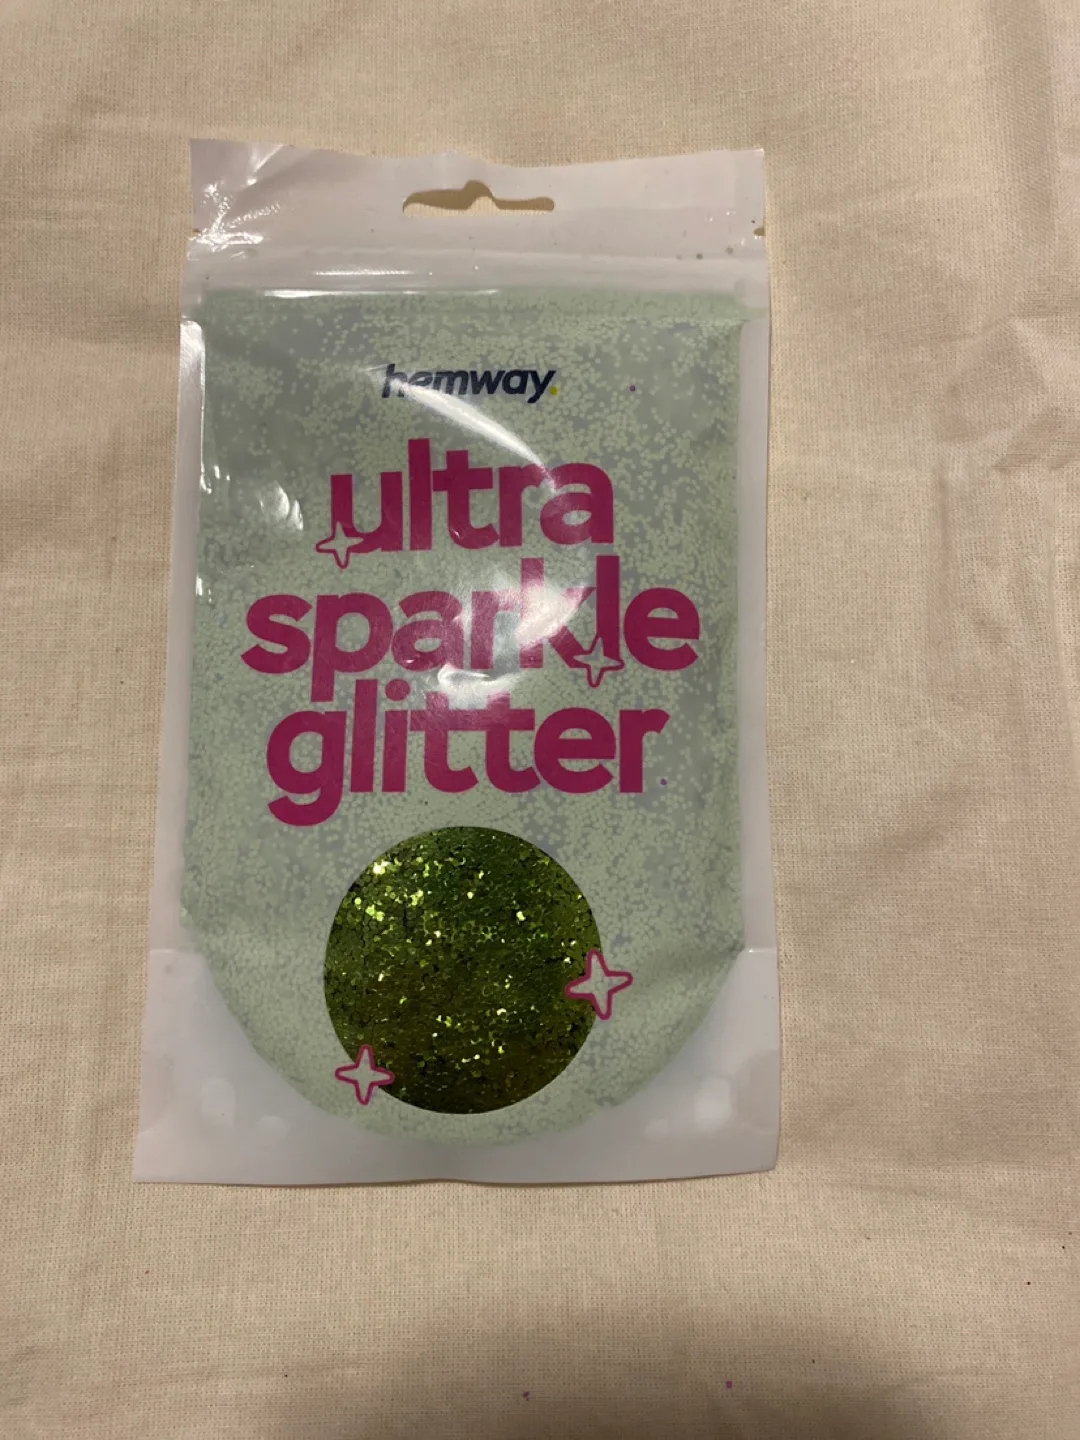 hemway
ultra
sparkle
glitter